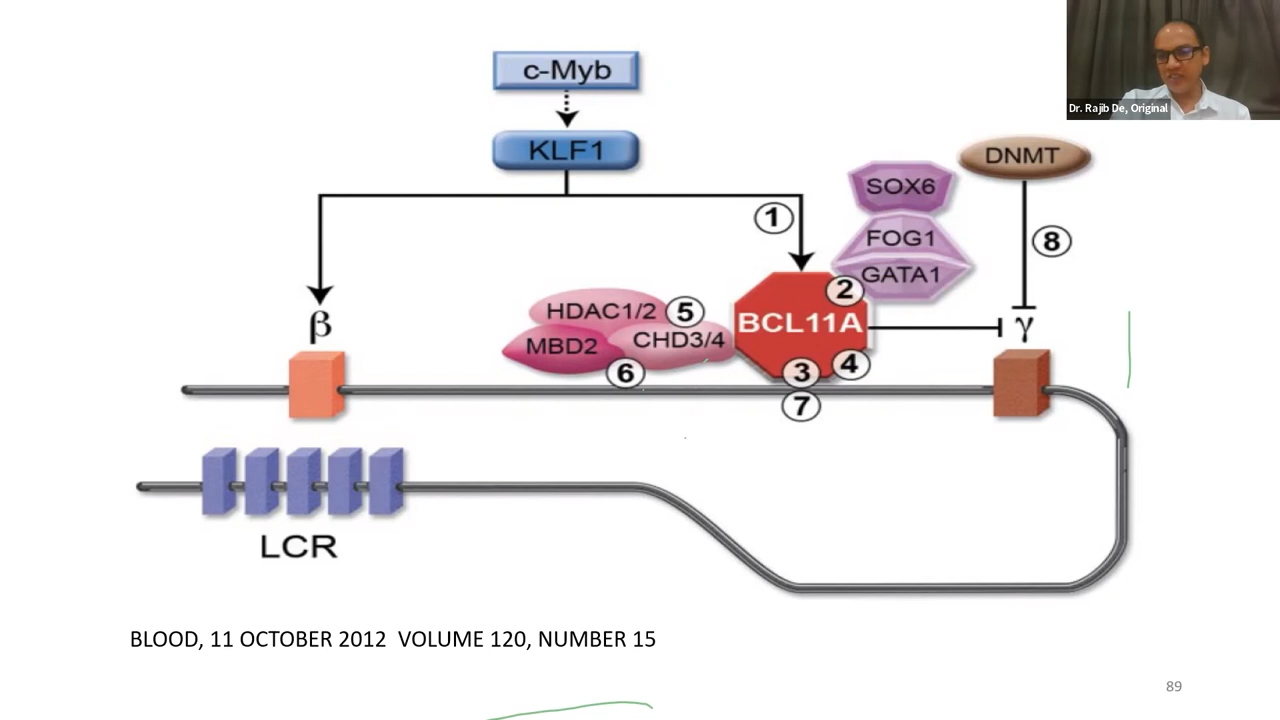 c-Myb
Dr. Rajib De, Original
KLF1
DNMT
SOX6
1
FOG1
8
GATA1
2
HDAC1/2
5
β
BCL11A
γ
MBD2
CHD3/4
6
3
4
7
LCR
BLOOD, 11 OCTOBER 2012 VOLUME 120, NUMBER 15
89